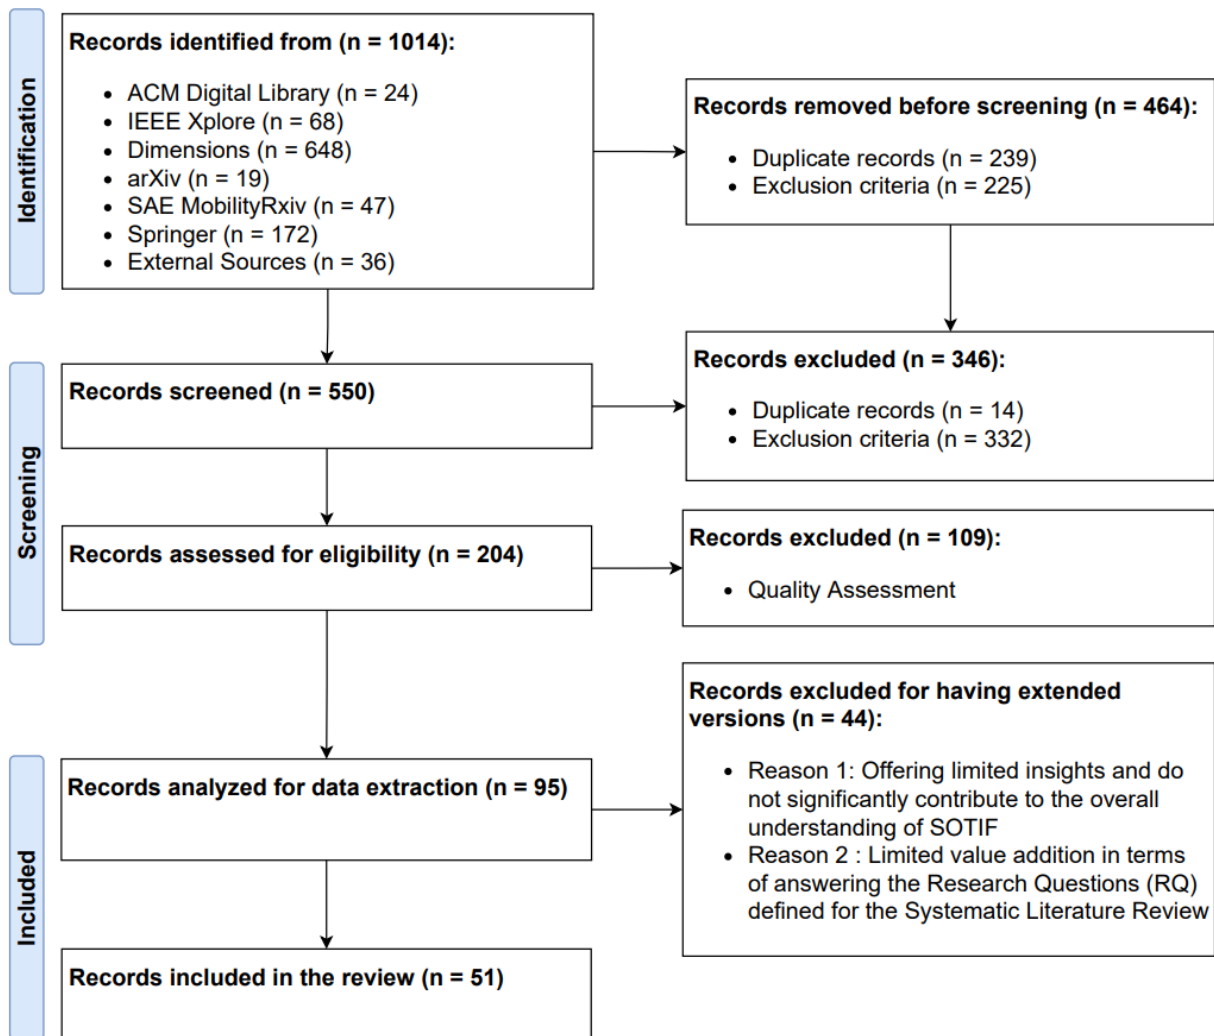 Identification
Records identified from (n = 1014):
• ACM Digital Library (n = 24)
• IEEE Xplore (n = 68)
• Dimensions (n = 648)
• arXiv (n = 19)
• SAE MobilityRxiv (n = 47)
• Springer (n = 172)
• External Sources (n = 36)
Records removed before screening (n = 464):
• Duplicate records (n = 239)
• Exclusion criteria (n = 225)
Screening
Records screened (n = 550)
Records excluded (n = 346):
• Duplicate records (n = 14)
• Exclusion criteria (n = 332)
Records assessed for eligibility (n = 204)
Records excluded (n = 109):
• Quality Assessment
Included
Records analyzed for data extraction (n = 95)
Records excluded for having extended
versions (n = 44):
• Reason 1: Offering limited insights and do
not significantly contribute to the overall
understanding of SOTIF
• Reason 2 : Limited value addition in terms
of answering the Research Questions (RQ)
defined for the Systematic Literature Review
Records included in the review (n = 51)